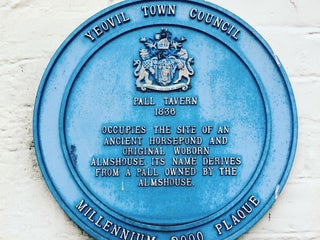 YEOVIL TOWN COUNCIL
PALL TAVERN
1836
OCCUPIES THE SITE OF AN
ANCIENT HORSEPOND AND
ORIGINAL WOBORN
ALMSHOUSE. ITS NAME DERIVES
FROM A PALL OWNED BY THE
ALMSHOUSE.
MILLENNIUM 2000 PLAQUE